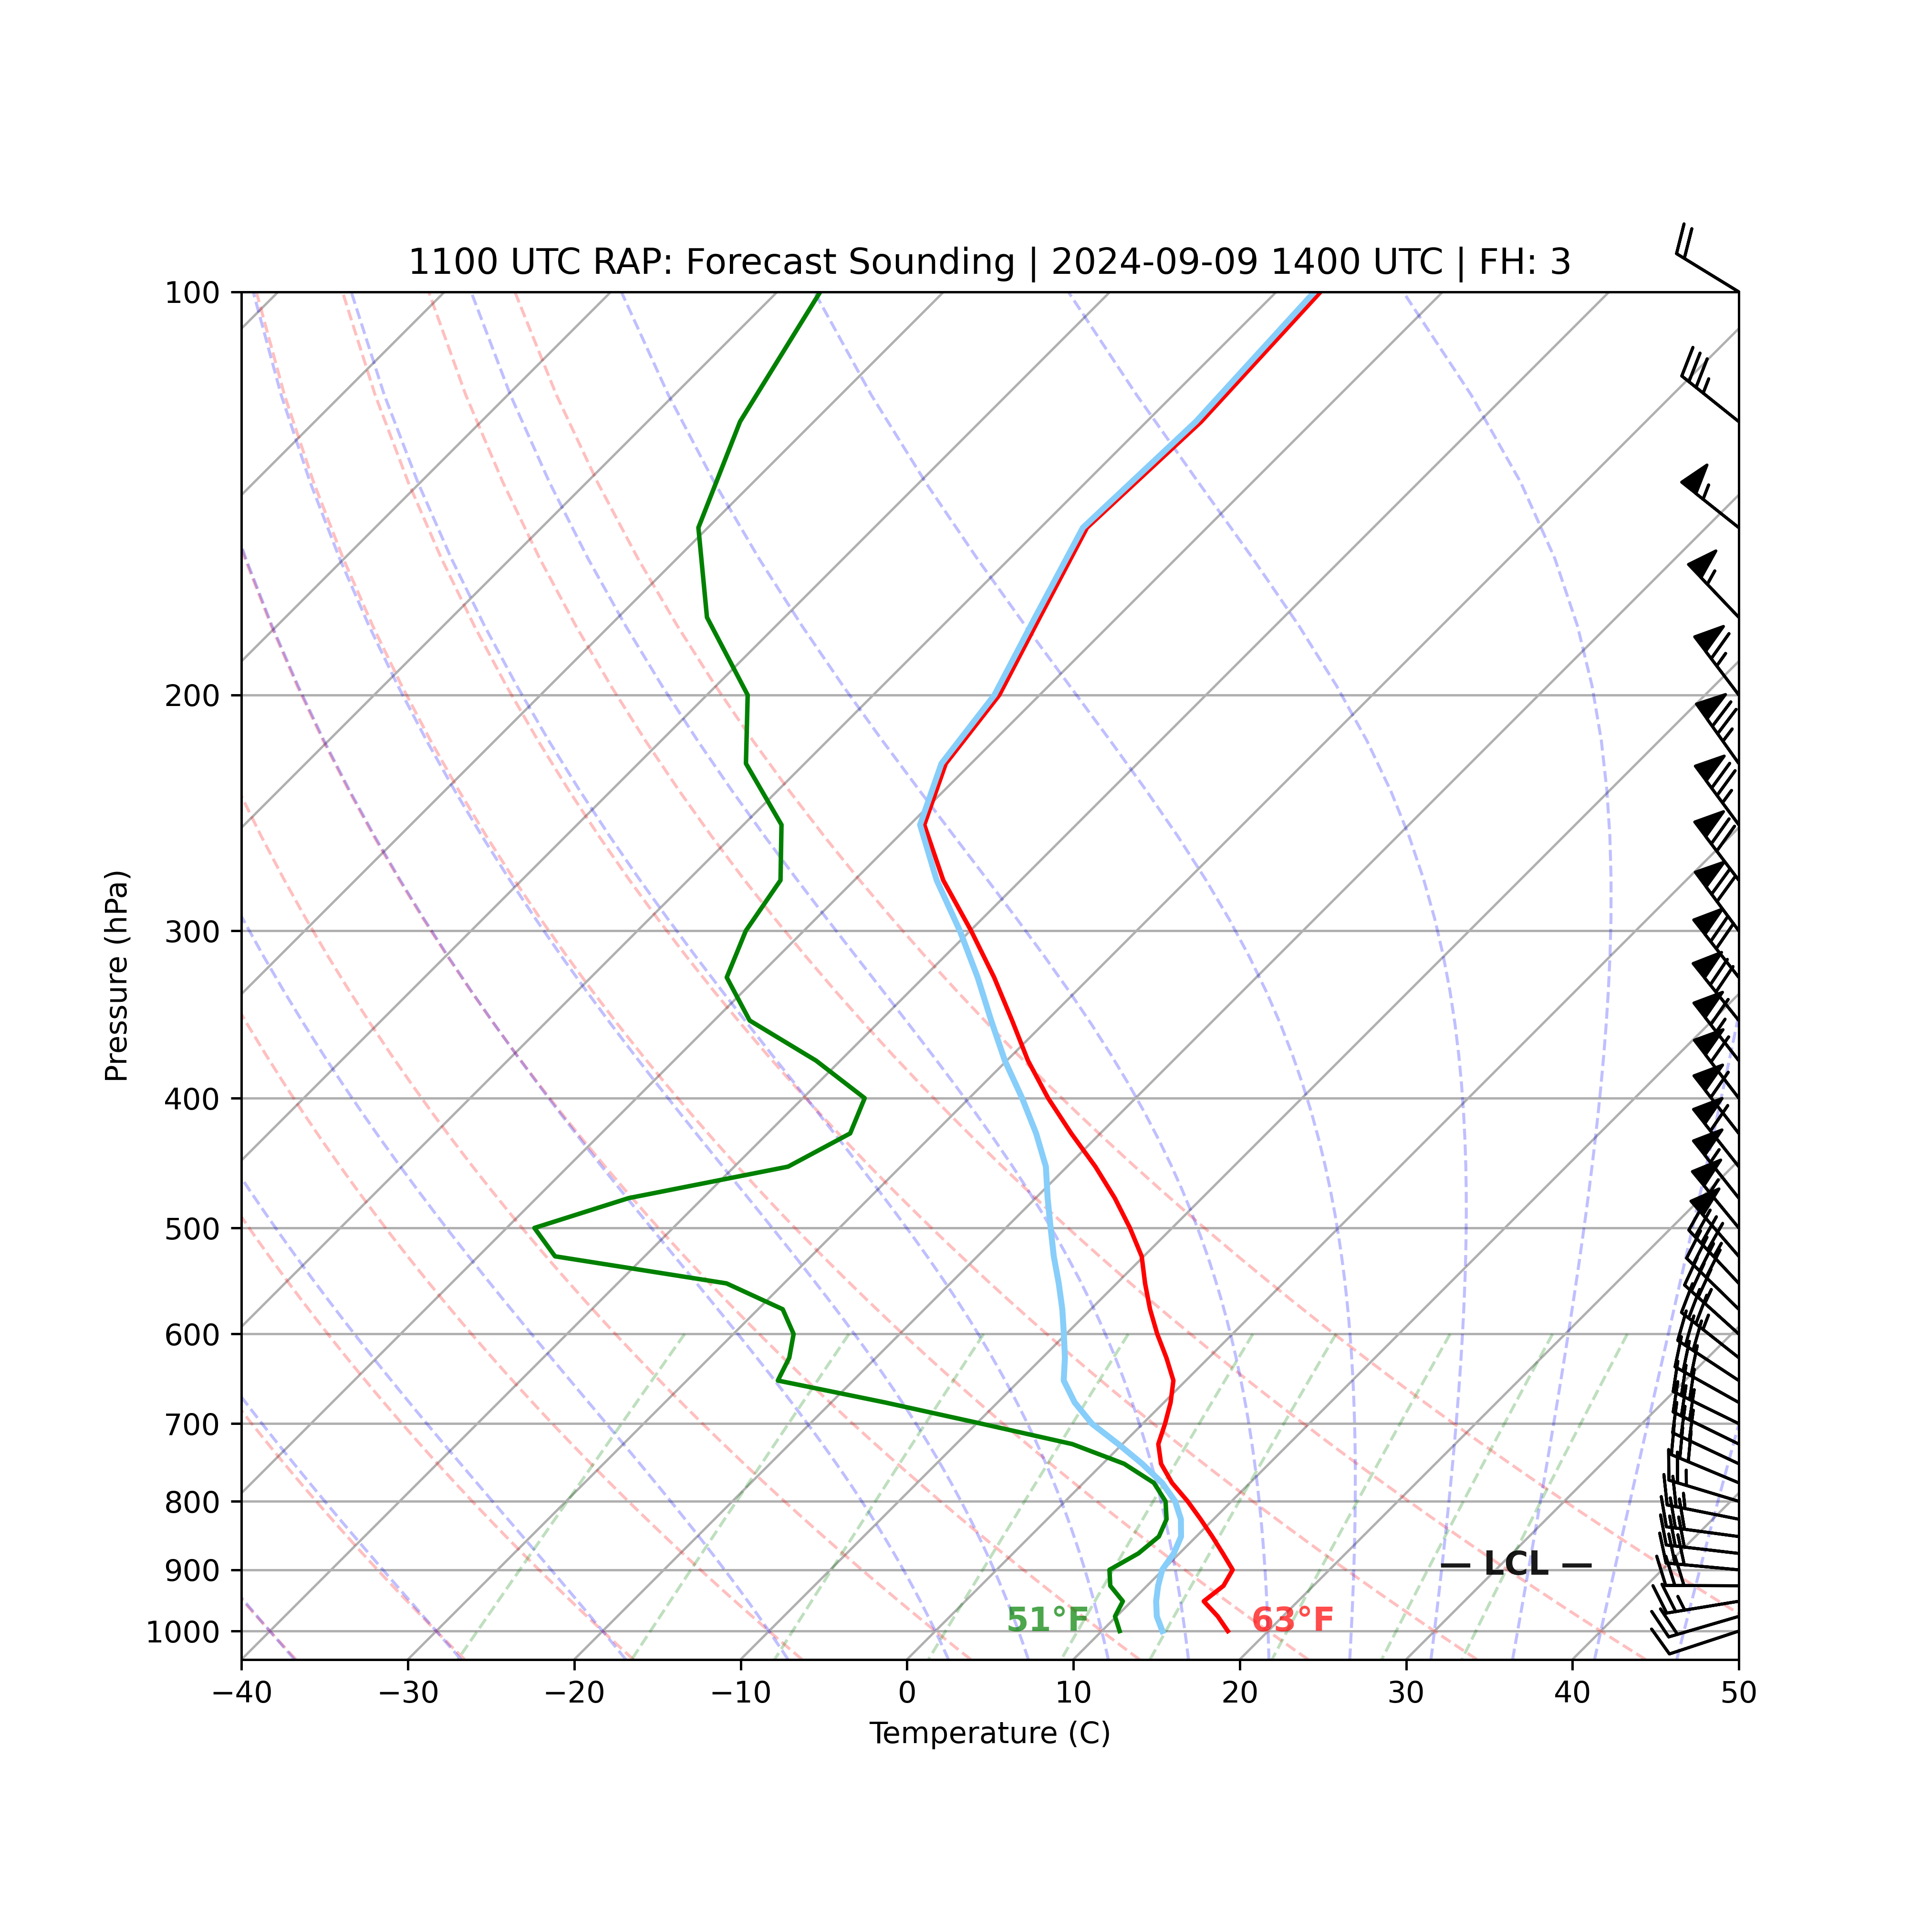 1100 UTC RAP: Forecast Sounding | 2024-09-09 1400 UTC | FH: 3
100
200
300
400
500
600
700
800
900
1000
Pressure (hPa)
— LCL —
51°F
63°F
−40 −30 −20 −10 0 10 20 30 40 50
Temperature (C)